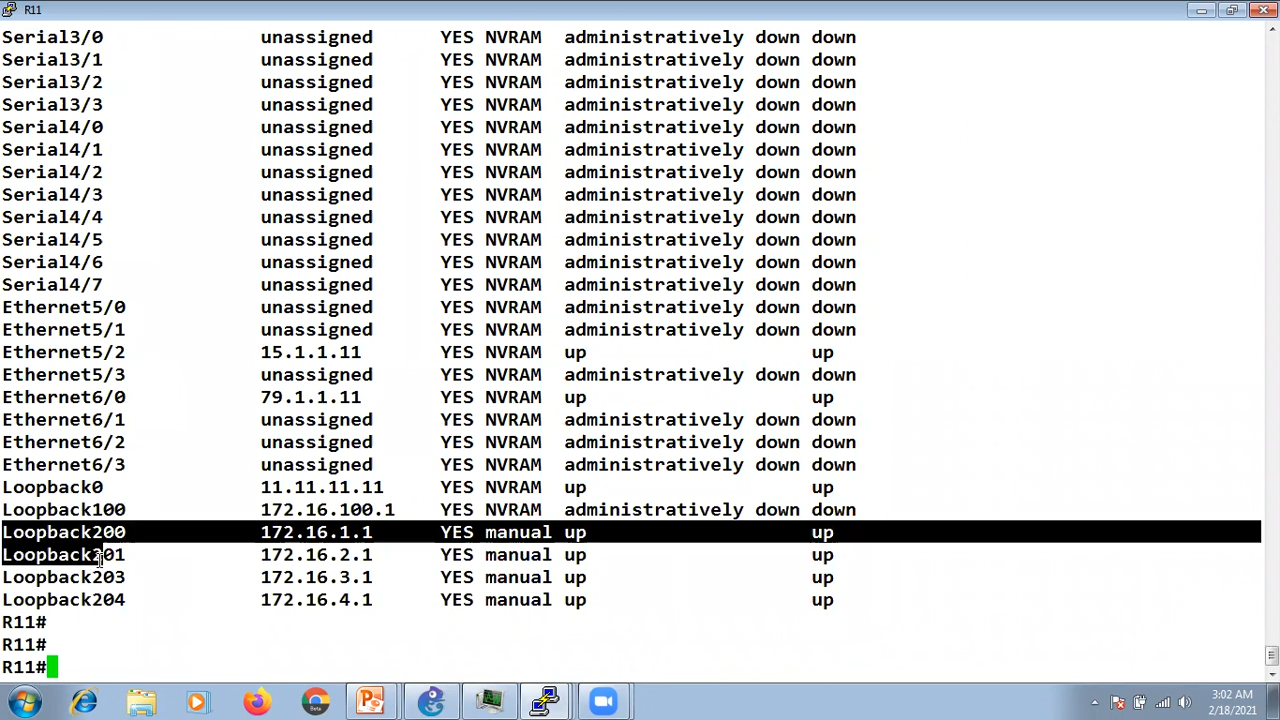 R11
Serial3/0 unassigned YES NVRAM administratively down down
Serial3/1 unassigned YES NVRAM administratively down down
Serial3/2 unassigned YES NVRAM administratively down down
Serial3/3 unassigned YES NVRAM administratively down down
Serial4/0 unassigned YES NVRAM administratively down down
Serial4/1 unassigned YES NVRAM administratively down down
Serial4/2 unassigned YES NVRAM administratively down down
Serial4/3 unassigned YES NVRAM administratively down down
Serial4/4 unassigned YES NVRAM administratively down down
Serial4/5 unassigned YES NVRAM administratively down down
Serial4/6 unassigned YES NVRAM administratively down down
Serial4/7 unassigned YES NVRAM administratively down down
Ethernet5/0 unassigned YES NVRAM administratively down down
Ethernet5/1 unassigned YES NVRAM administratively down down
Ethernet5/2 15.1.1.11 YES NVRAM up up
Ethernet5/3 unassigned YES NVRAM administratively down down
Ethernet6/0 79.1.1.11 YES NVRAM up up
Ethernet6/1 unassigned YES NVRAM administratively down down
Ethernet6/2 unassigned YES NVRAM administratively down down
Ethernet6/3 unassigned YES NVRAM administratively down down
Loopback0 11.11.11.11 YES NVRAM up up
Loopback100 172.16.100.1 YES NVRAM administratively down down
Loopback200 172.16.1.1 YES manual up up
Loopback201 172.16.2.1 YES manual up up
Loopback203 172.16.3.1 YES manual up up
Loopback204 172.16.4.1 YES manual up up
R11#
R11#
R11#
3:02 AM
2/18/2021